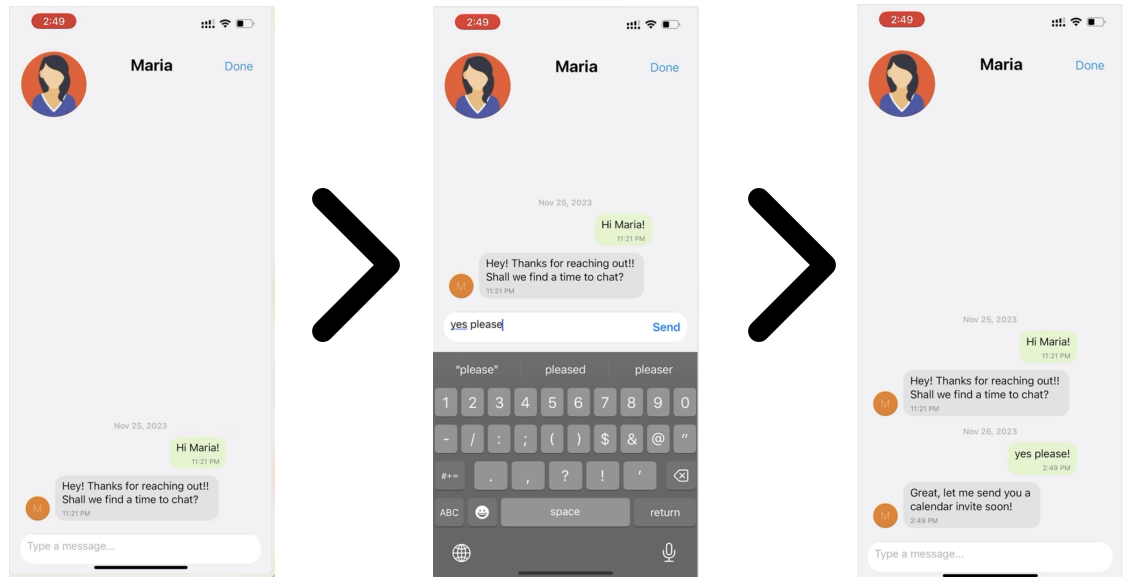 2:49
Maria
Done
Nov 25, 2023
Hi Maria!
11:21 PM
Hey! Thanks for reaching out!!
Shall we find a time to chat?
11:21 PM
M
Type a message...
2:49
Maria
Done
Nov 25, 2023
Hi Maria!
11:21 PM
Hey! Thanks for reaching out!!
Shall we find a time to chat?
11:21 PM
M
yes please
Send
“please” pleased pleaser
1 2 3 4 5 6 7 8 9 0
- / : ; ( ) $ & @ "
#+= . , ? ! ’
ABC space return
2:49
Maria
Done
Nov 25, 2023
Hi Maria!
11:21 PM
Hey! Thanks for reaching out!!
Shall we find a time to chat?
11:21 PM
M
Nov 26, 2023
yes please!
2:49 PM
Great, let me send you a
calendar invite soon!
2:49 PM
M
Type a message...